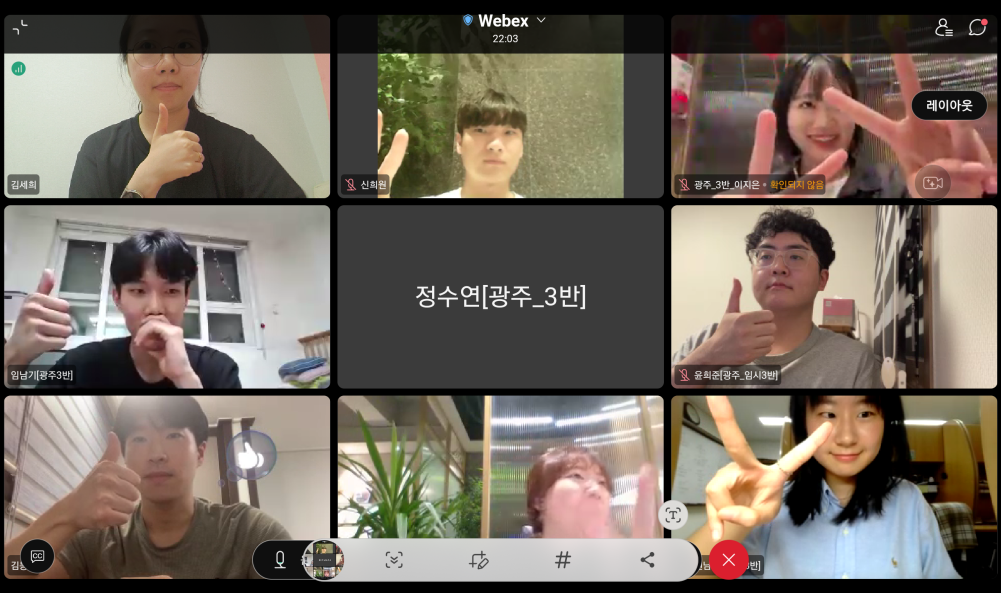 Webex
22:03
레이아웃
김세희
신희원
광주_3반_이지은 • 확인되지 않음
정수연[광주_3반]
임남기[광주3반]
윤희준[광주_임시3반]
CC
T
#